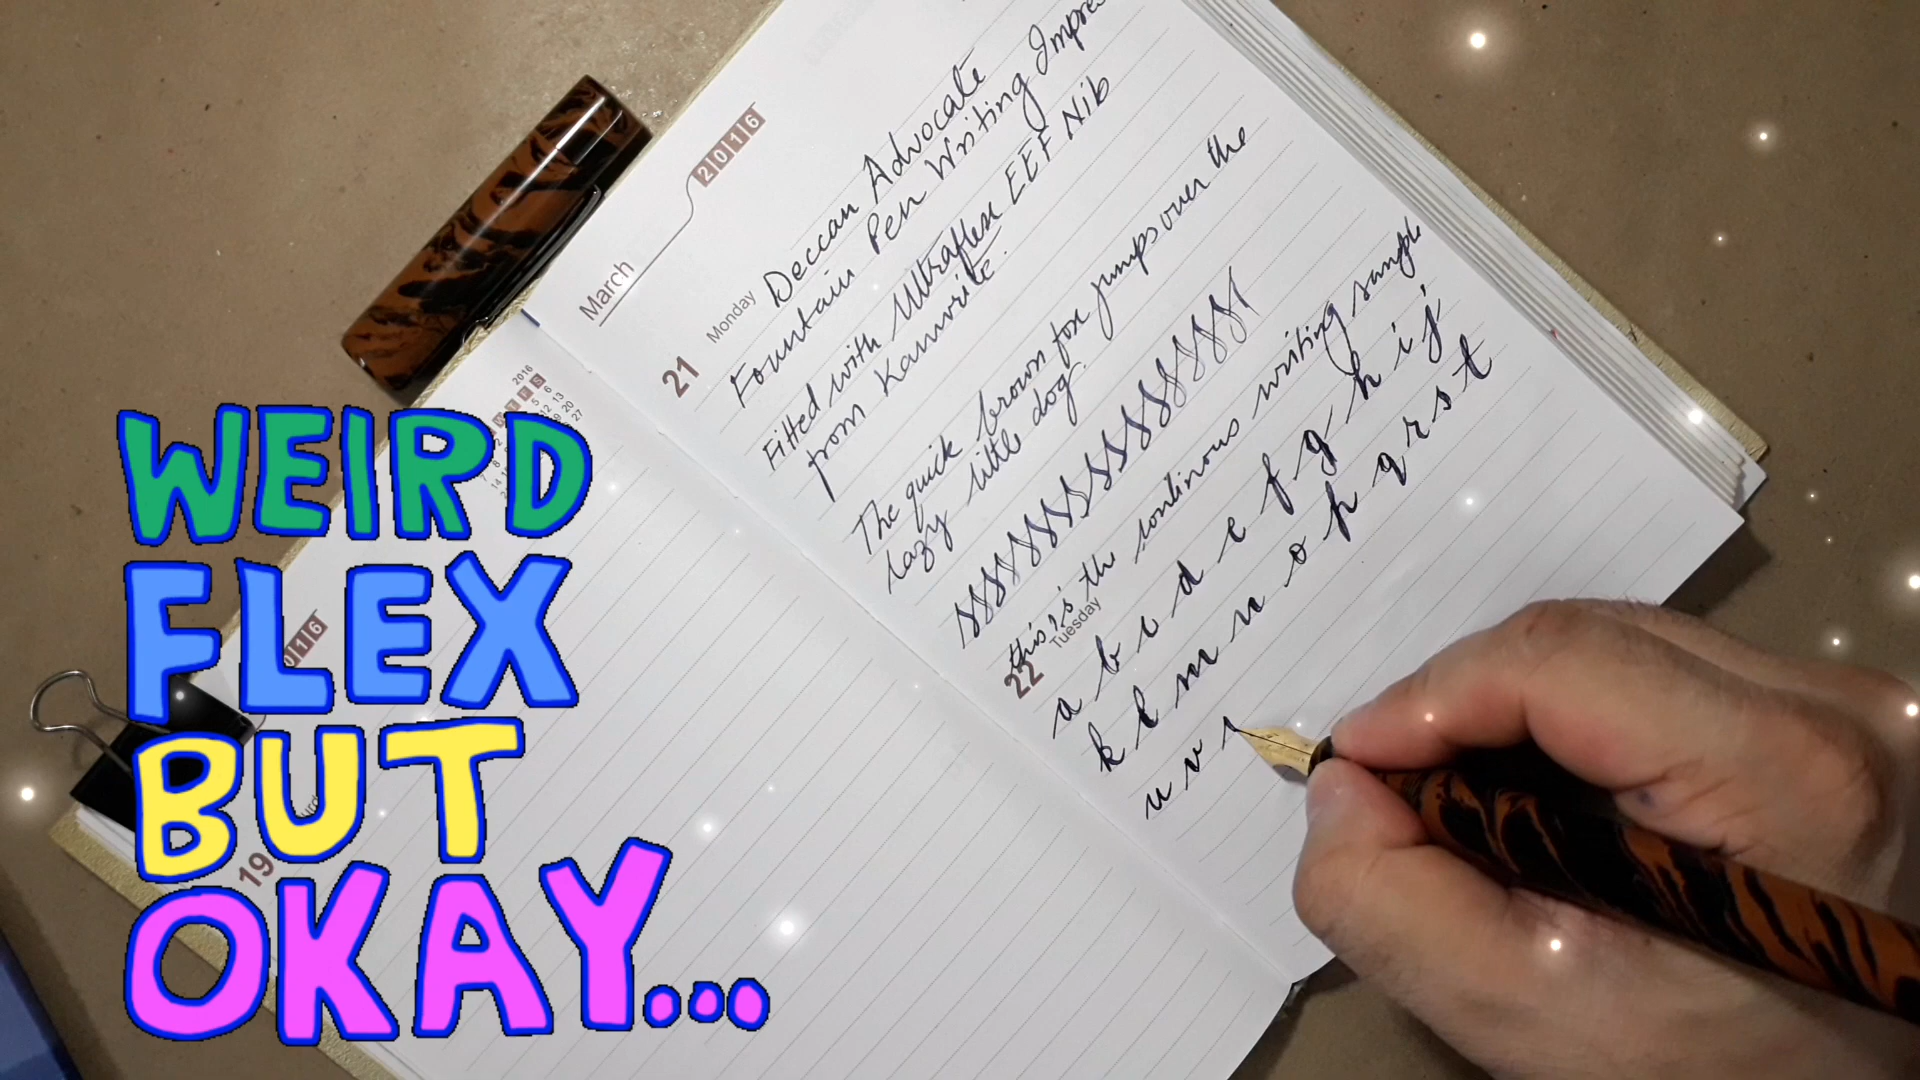 March
2016
21
Monday
Deccan Advocate
Fountain Pen Writing Impre
Fitted with Ultraflex EEF Nib
from Kanwrite.
The quick brown fox jumps over the
lazy little dog.
this is the continous writing sample
22
Tuesday
a b c d e f g h i j
k l m n o p q r s t
u v
2016
19
WEIRD
FLEX
BUT
OKAY...